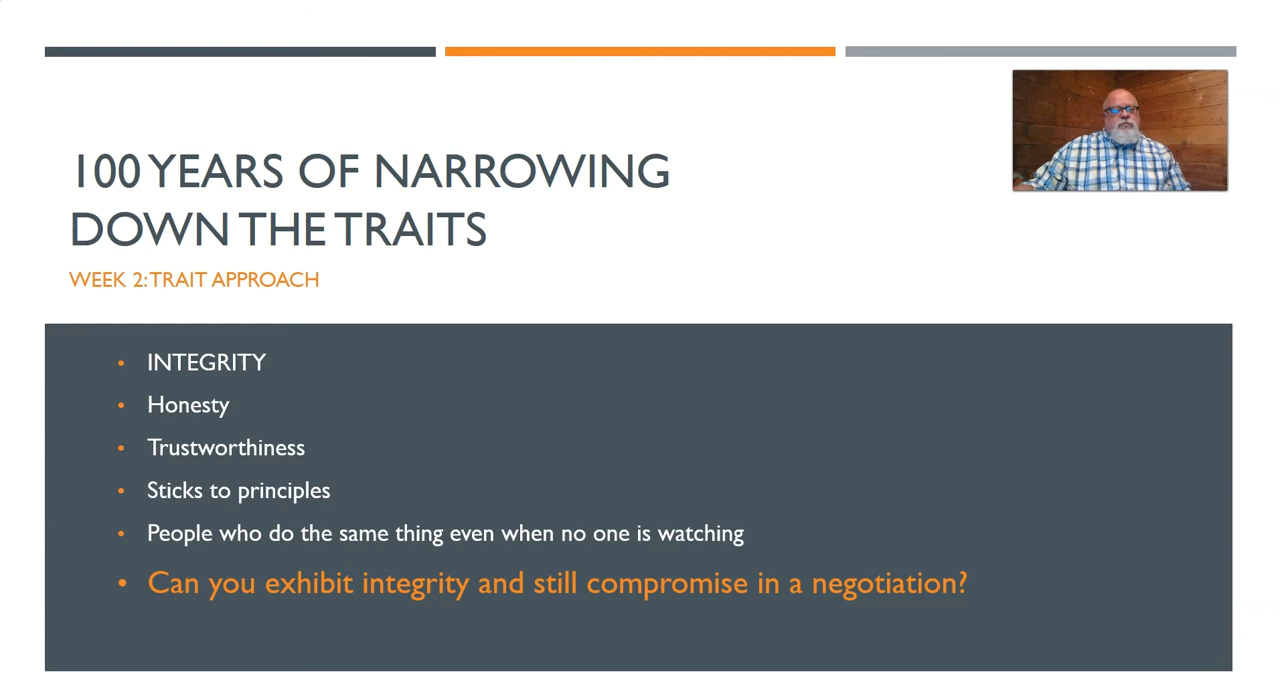 100 YEARS OF NARROWING
DOWN THE TRAITS
WEEK 2: TRAIT APPROACH
• INTEGRITY
• Honesty
• Trustworthiness
• Sticks to principles
• People who do the same thing even when no one is watching
• Can you exhibit integrity and still compromise in a negotiation?